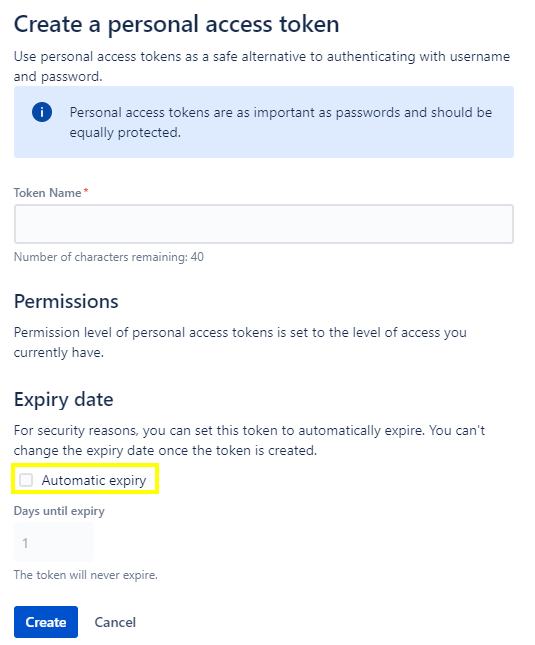 Create a personal access token
Use personal access tokens as a safe alternative to authenticating with username
and password.
i
Personal access tokens are as important as passwords and should be
equally protected.
Token Name*
Number of characters remaining: 40
Permissions
Permission level of personal access tokens is set to the level of access you
currently have.
Expiry date
For security reasons, you can set this token to automatically expire. You can't
change the expiry date once the token is created.
Automatic expiry
Days until expiry
1
The token will never expire.
Create Cancel